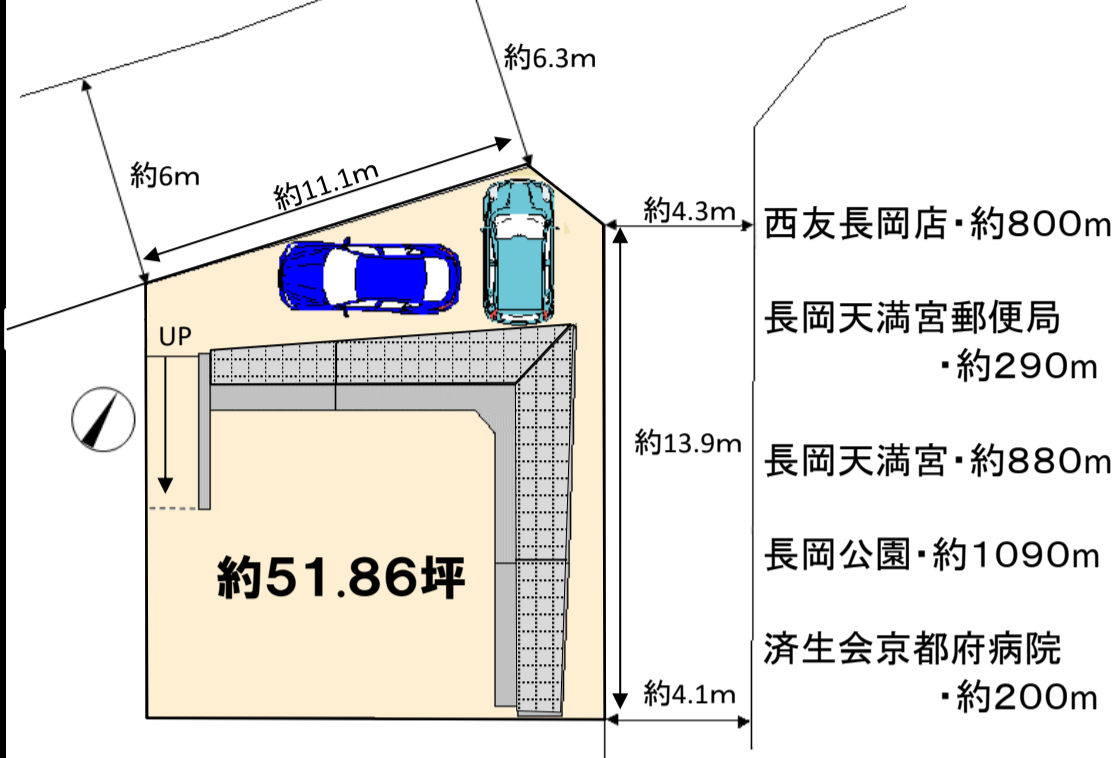 約6.3m
約6m
約11.1m
約4.3m
西友長岡店・約800m
長岡天満宮郵便局
・約290m
UP
約13.9m
長岡天満宮・約880m
長岡公園・約1090m
約51.86坪
済生会京都府病院
・約200m
約4.1m